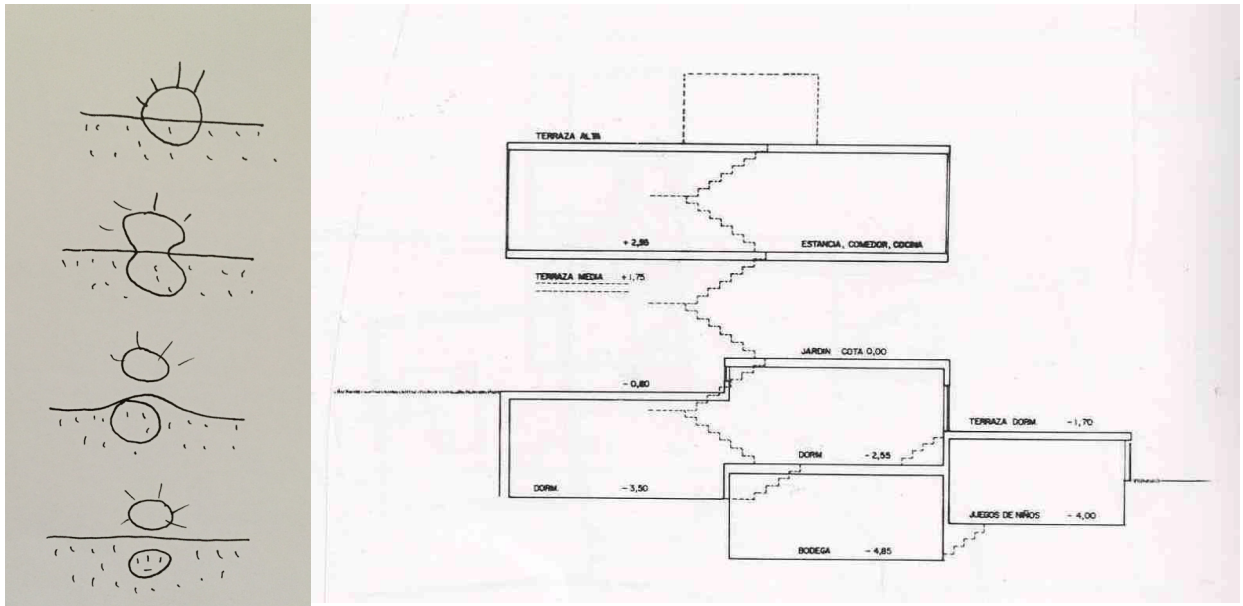 TERRAZA ALTA
+ 2,55 ESTANCIA, COMEDOR, COCINA
TERRAZA MEDIA +1,75
JARDIN COTA 0,00
- 0,80
TERRAZA DORM. -1,70
DORM. - 2,55
DORM. - 3,50
JUEGOS DE NIÑOS - 4,00
BODEGA - 4,85